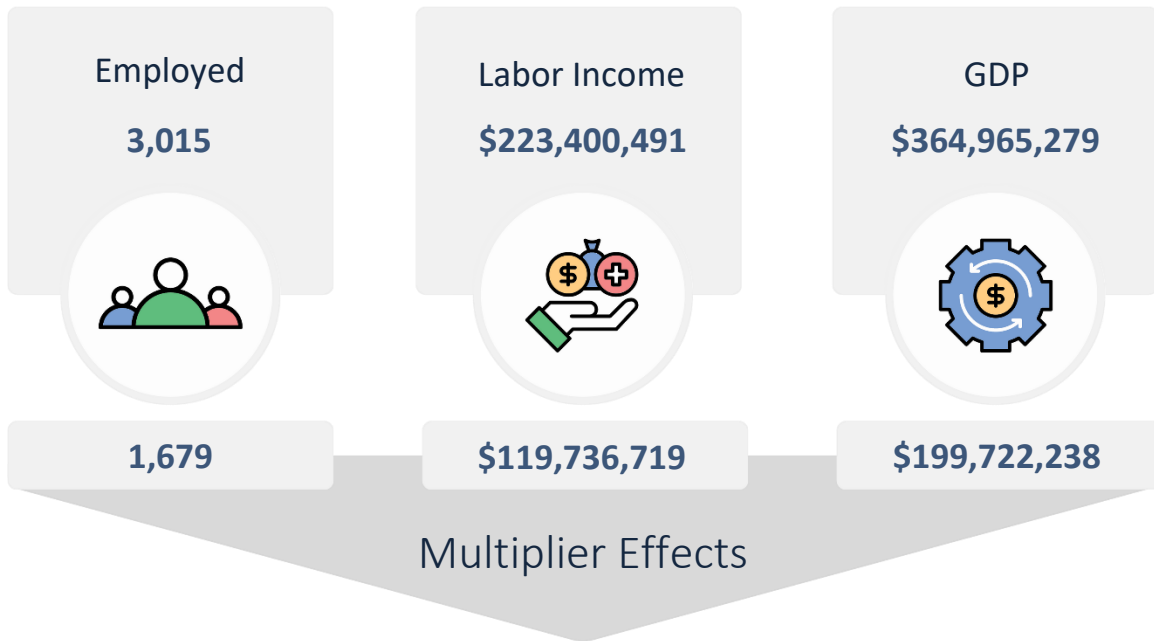 Employed
3,015
Labor Income
$223,400,491
GDP
$364,965,279
$
$
1,679
$119,736,719
$199,722,238
Multiplier Effects